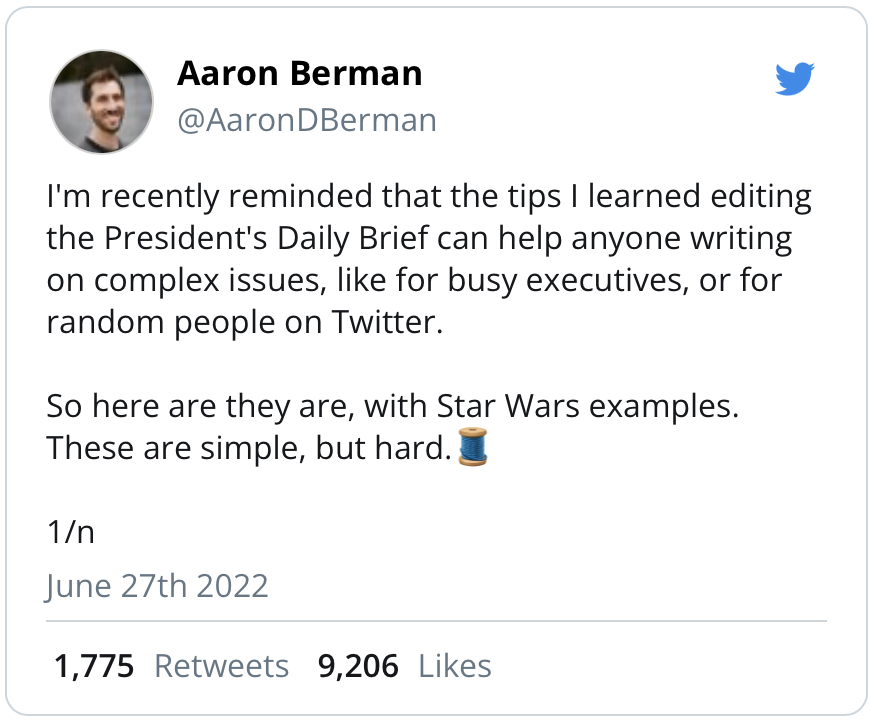 Aaron Berman
@AaronDBerman
I'm recently reminded that the tips I learned editing
the President's Daily Brief can help anyone writing
on complex issues, like for busy executives, or for
random people on Twitter.
So here are they are, with Star Wars examples.
These are simple, but hard.🧵
1/n
June 27th 2022
1,775 Retweets 9,206 Likes